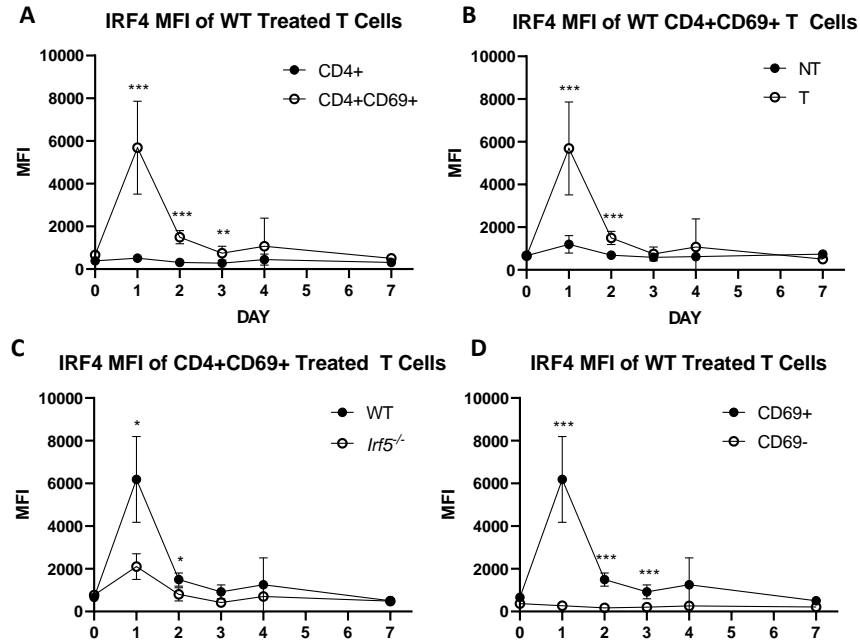 A
IRF4 MFI of WT Treated T Cells
CD4+
CD4+CD69+
MFI
10000
8000
6000
4000
2000
0
***
***
**
0 1 2 3 4 5 6 7
DAY
B
IRF4 MFI of WT CD4+CD69+ T Cells
NT
T
MFI
10000
8000
6000
4000
2000
0
***
***
0 1 2 3 4 5 6 7
DAY
C
IRF4 MFI of CD4+CD69+ Treated T Cells
WT
Irf5-/-
MFI
10000
8000
6000
4000
2000
0
*
*
0 1 2 3 4 5 6 7
D
IRF4 MFI of WT Treated T Cells
CD69+
CD69-
MFI
10000
8000
6000
4000
2000
0
***
***
***
0 1 2 3 4 5 6 7